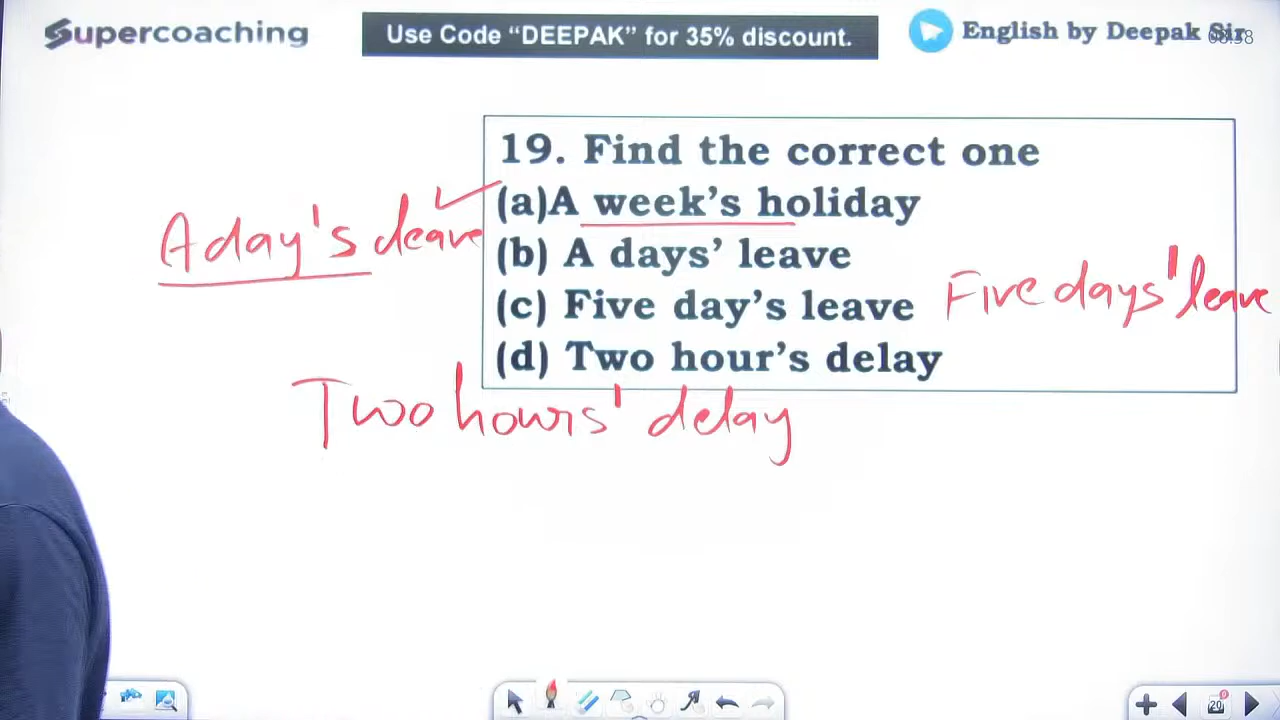 Supercoaching
Use Code “DEEPAK” for 35% discount.
English by Deepak Sir
19. Find the correct one
(a)A week’s holiday
(b) A days’ leave
(c) Five day’s leave
(d) Two hour’s delay
A day's leave
Five days' leave
Two hours' delay
20